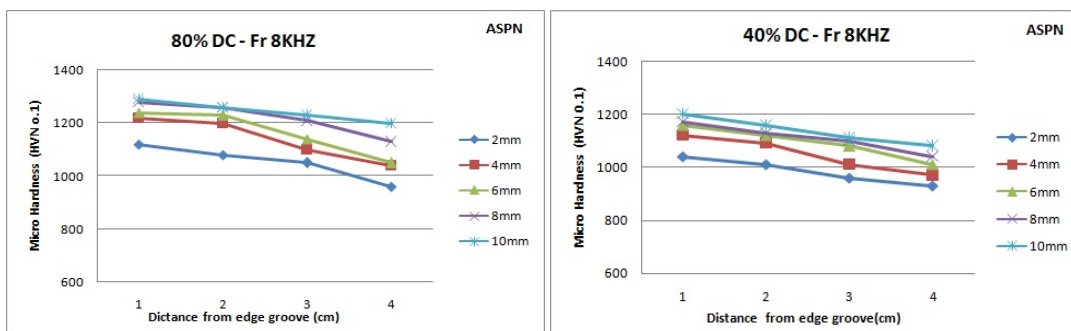 80% DC - Fr 8KHZ
ASPN
Micro Hardness (HVN o.1)
1400
1200
1000
800
600
1 2 3 4
Dictance from edge groove (cm)
2mm
4mm
6mm
8mm
10mm
40% DC - Fr 8KHZ
ASPN
Micro Hardness (HVN o.1)
1400
1200
1000
800
600
1 2 3 4
Distance from edge groove(cm)
2mm
4mm
6mm
8mm
10mm